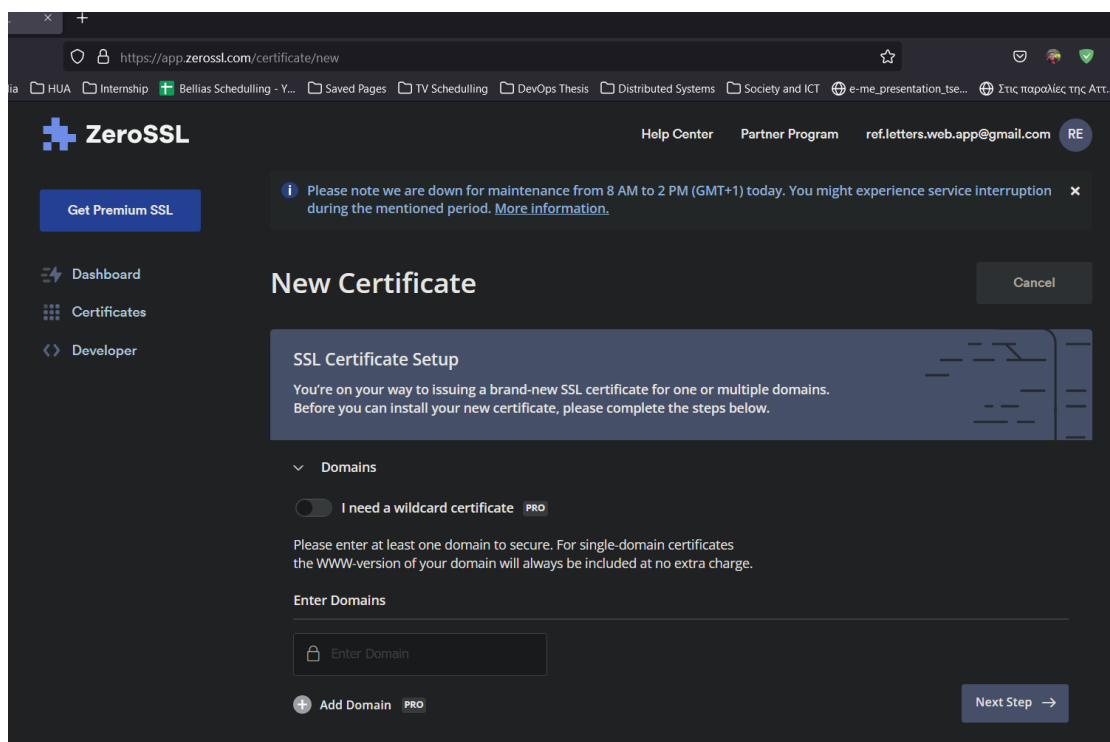 https://app.zerossl.com/certificate/new
HUA Internship Bellias Schedulling - Y... Saved Pages TV Schedulling DevOps Thesis Distributed Systems Society and ICT e-me_presentation_tse... Στις παραλίες της Αττ.
ZeroSSL
Help Center Partner Program ref.letters.web.app@gmail.com RE
Get Premium SSL
Please note we are down for maintenance from 8 AM to 2 PM (GMT+1) today. You might experience service interruption
during the mentioned period. More information.
Dashboard
Certificates
Developer
New Certificate
Cancel
SSL Certificate Setup
You're on your way to issuing a brand-new SSL certificate for one or multiple domains.
Before you can install your new certificate, please complete the steps below.
Domains
I need a wildcard certificate PRO
Please enter at least one domain to secure. For single-domain certificates
the WWW-version of your domain will always be included at no extra charge.
Enter Domains
Enter Domain
Add Domain PRO
Next Step